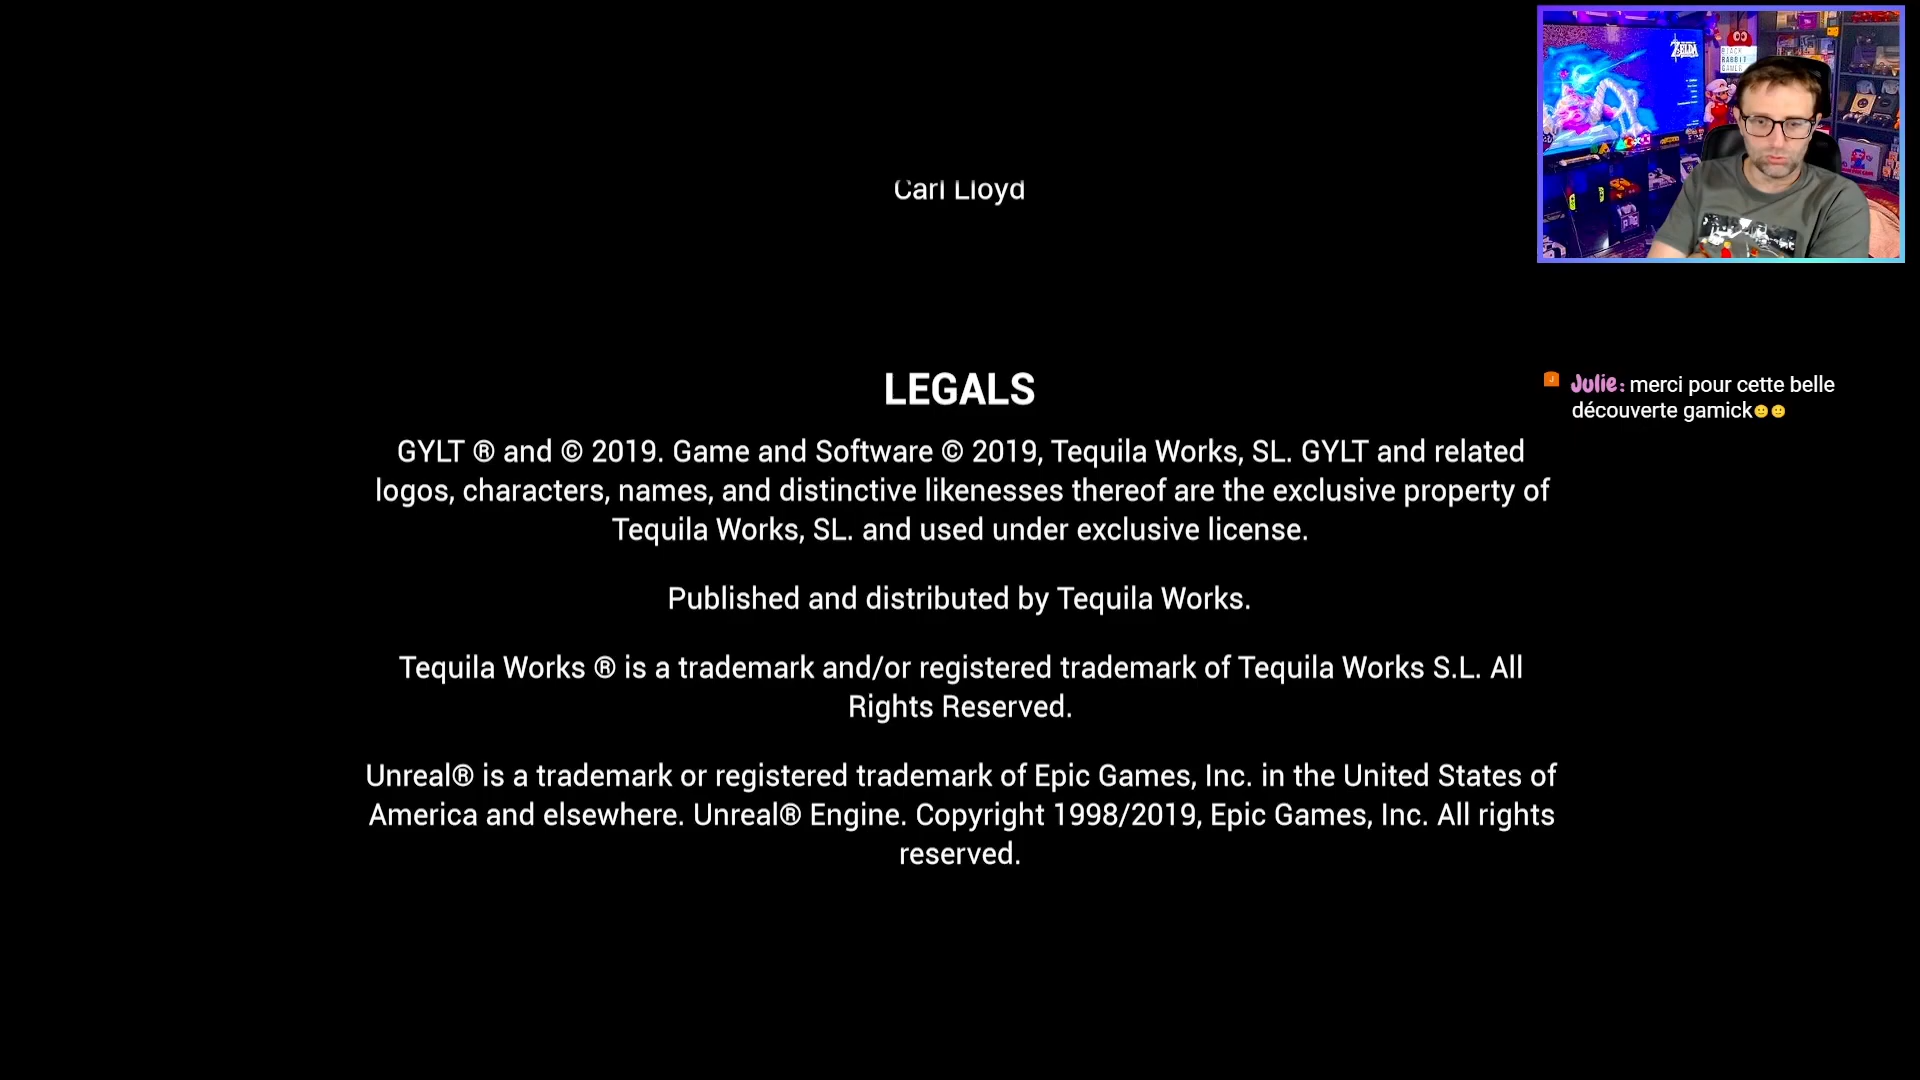 Carl Lloyd
LEGALS
GYLT ® and © 2019. Game and Software © 2019, Tequila Works, SL. GYLT and related
logos, characters, names, and distinctive likenesses thereof are the exclusive property of
Tequila Works, SL. and used under exclusive license.
Published and distributed by Tequila Works.
Tequila Works ® is a trademark and/or registered trademark of Tequila Works S.L. All
Rights Reserved.
Unreal® is a trademark or registered trademark of Epic Games, Inc. in the United States of
America and elsewhere. Unreal® Engine. Copyright 1998/2019, Epic Games, Inc. All rights
reserved.
ZELDA
BLACK
RABBIT
GAMER
J
Julie: merci pour cette belle
découverte gamick🙂🙂